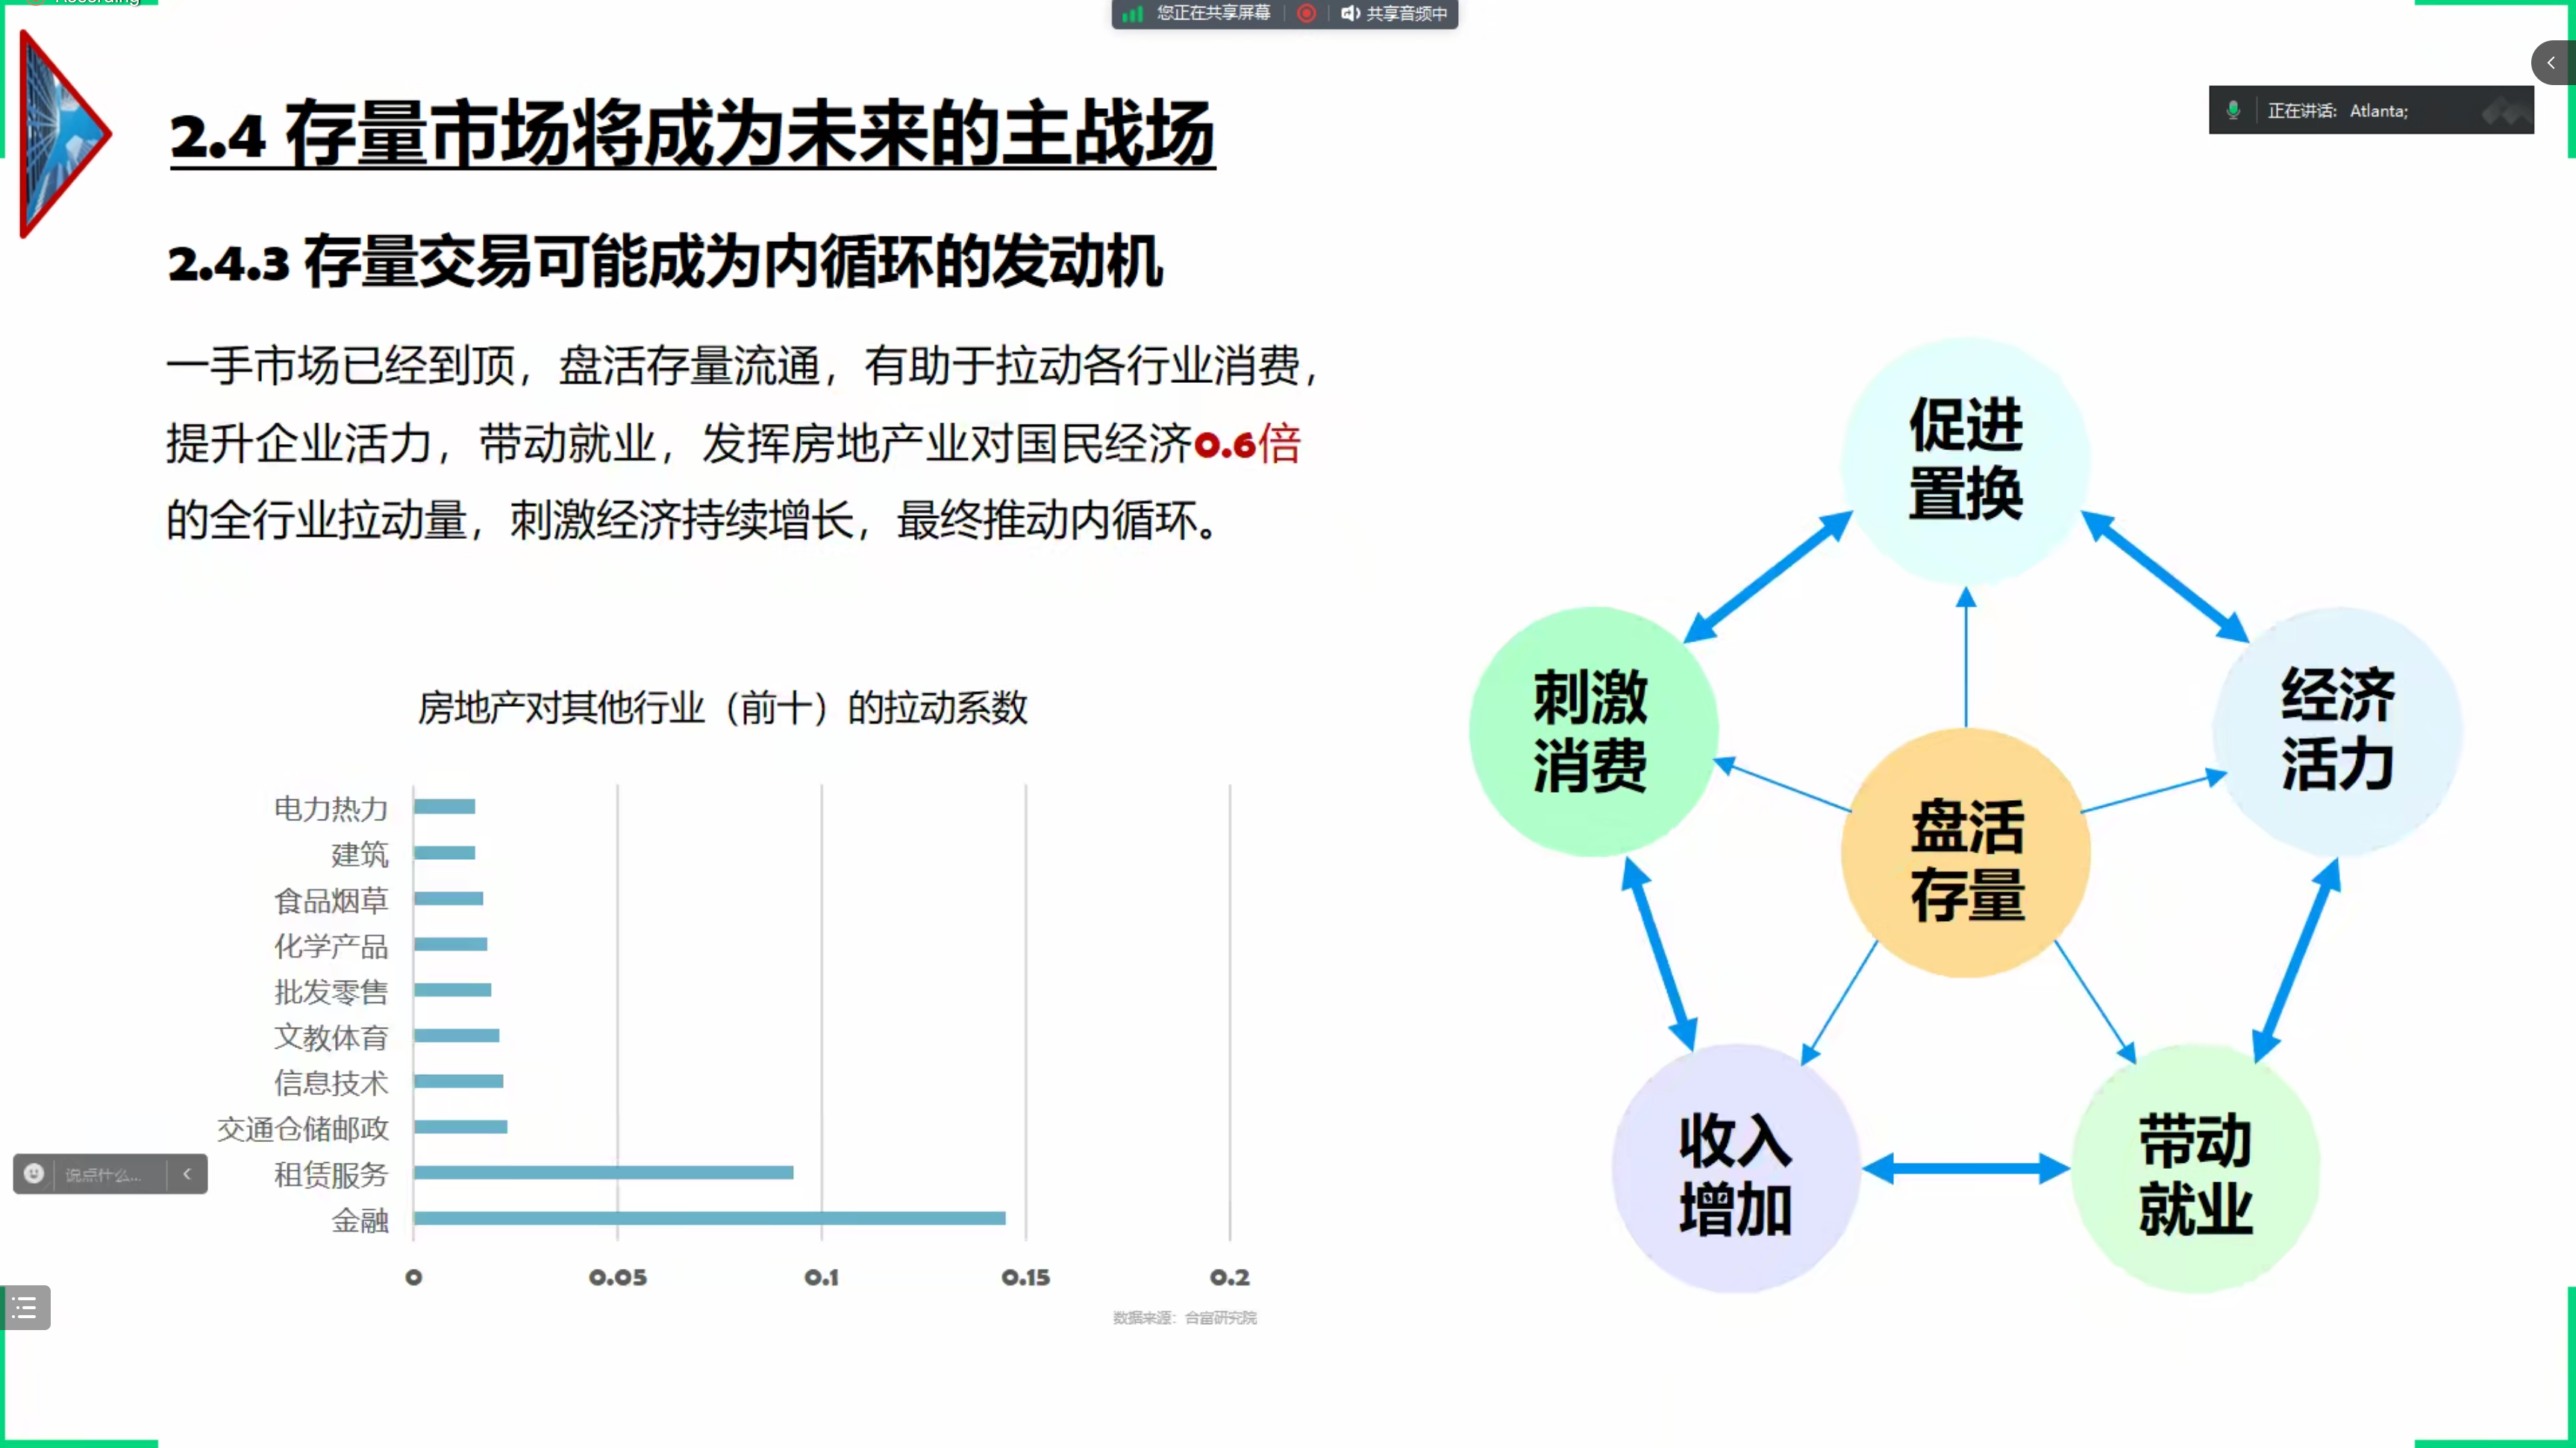 Recording
您正在共享屏幕
共享音频中
正在讲话: Atlanta;
2.4 存量市场将成为未来的主战场
2.4.3 存量交易可能成为内循环的发动机
一手市场已经到顶，盘活存量流通，有助于拉动各行业消费，
提升企业活力，带动就业，发挥房地产业对国民经济0.6倍
的全行业拉动量，刺激经济持续增长，最终推动内循环。
房地产对其他行业（前十）的拉动系数
电力热力
建筑
食品烟草
化学产品
批发零售
文教体育
信息技术
交通仓储邮政
租赁服务
金融
0 0.05 0.1 0.15 0.2
数据来源：合富研究院
说点什么...
促进
置换
刺激
消费
经济
活力
盘活
存量
收入
增加
带动
就业